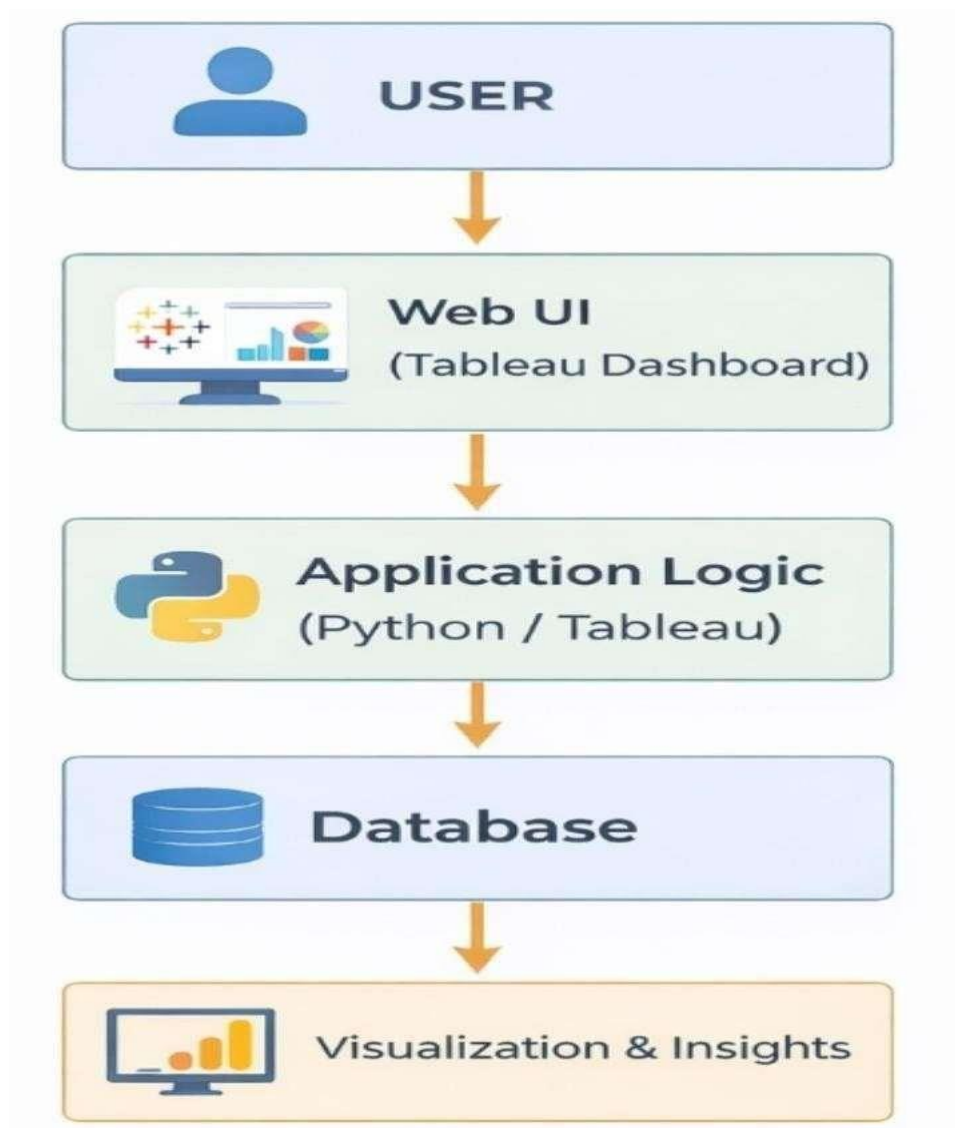 USER
Web UI
(Tableau Dashboard)
Application Logic
(Python / Tableau)
Database
Visualization & Insights